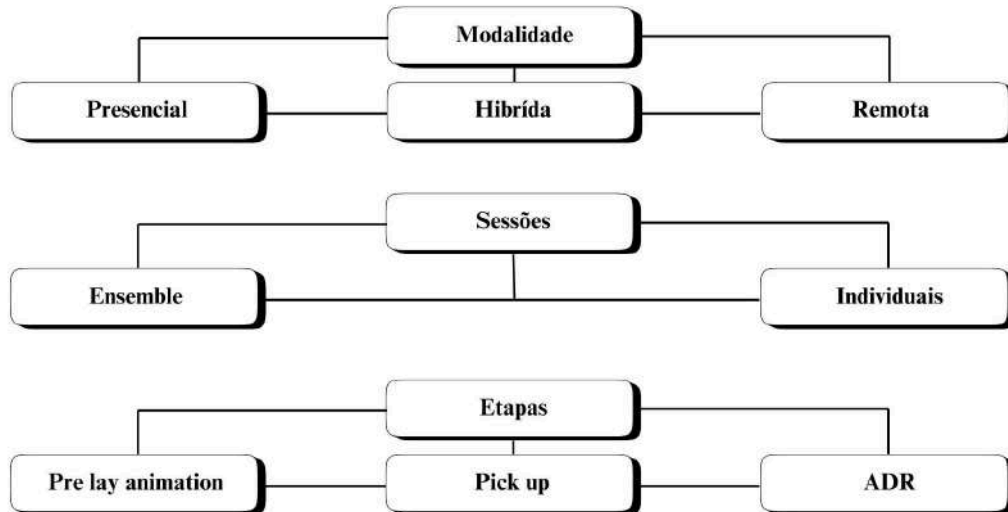 Modalidade
Presencial
Hibrída
Remota
Sessões
Ensemble
Individuais
Etapas
Pre lay animation
Pick up
ADR